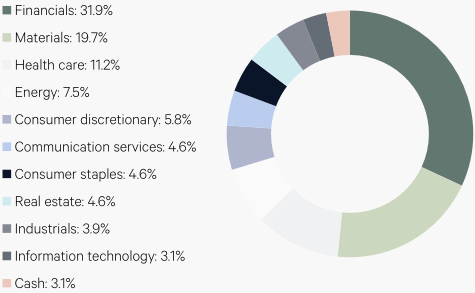 Financials: 31.9%
Materials: 19.7%
Health care: 11.2%
Energy: 7.5%
Consumer discretionary: 5.8%
Communication services: 4.6%
Consumer staples: 4.6%
Real estate: 4.6%
Industrials: 3.9%
Information technology: 3.1%
Cash: 3.1%